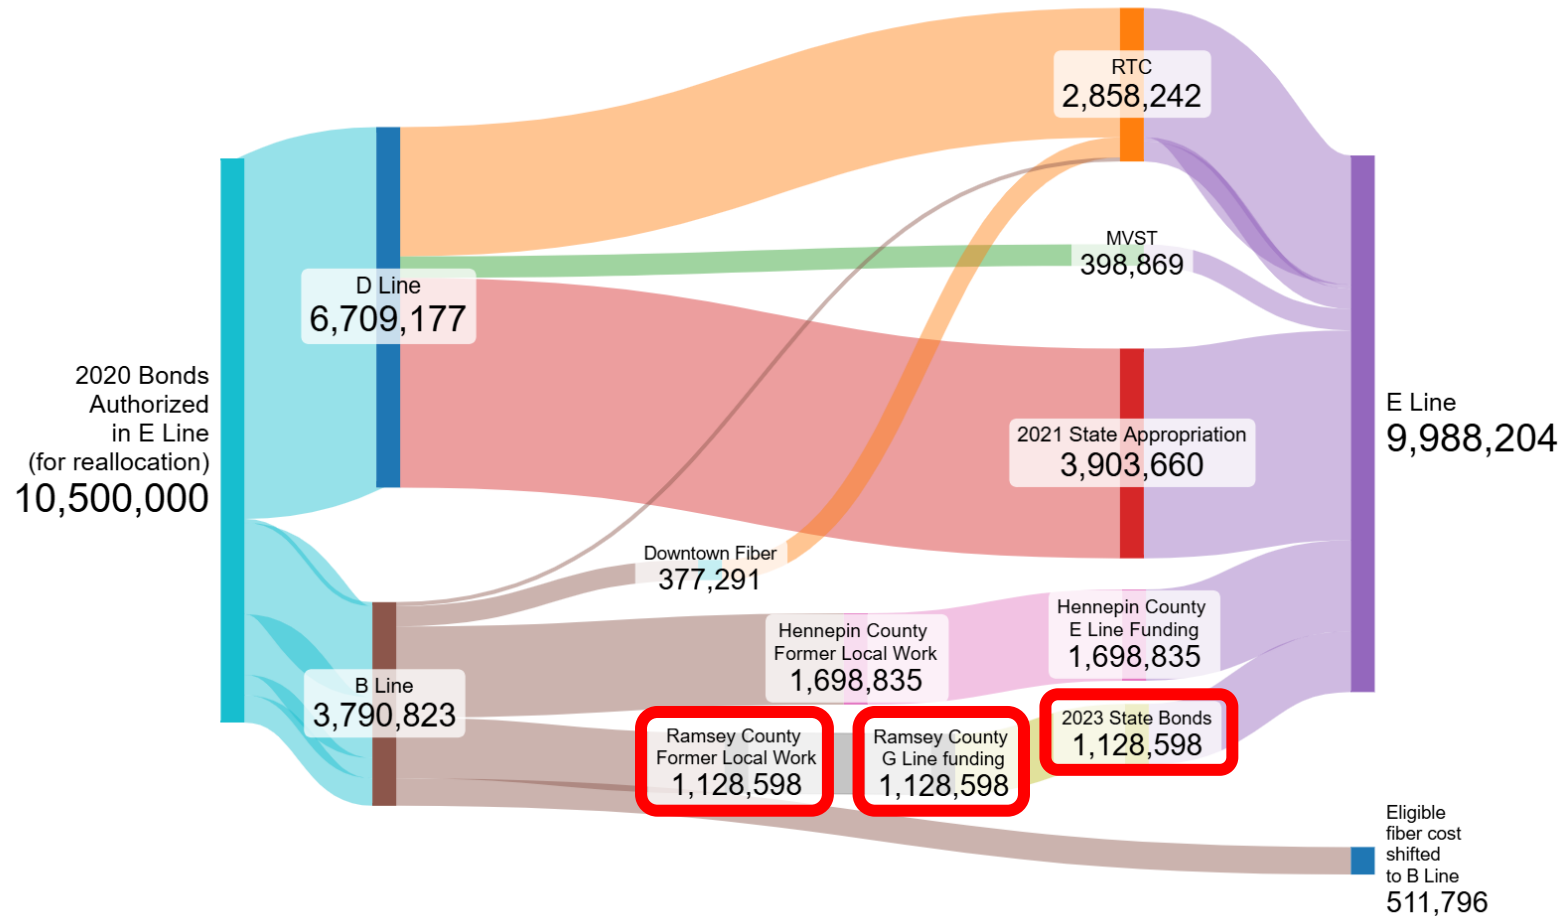 2020 Bonds
Authorized
in E Line
(for reallocation)
10,500,000
D Line
6,709,177
B Line
3,790,823
RTC
2,858,242
MVST
398,869
2021 State Appropriation
3,903,660
Downtown Fiber
377,291
Hennepin County
Former Local Work
1,698,835
Hennepin County
E Line Funding
1,698,835
Ramsey County
Former Local Work
1,128,598
Ramsey County
G Line funding
1,128,598
2023 State Bonds
1,128,598
E Line
9,988,204
Eligible
fiber cost
shifted
to B Line
511,796